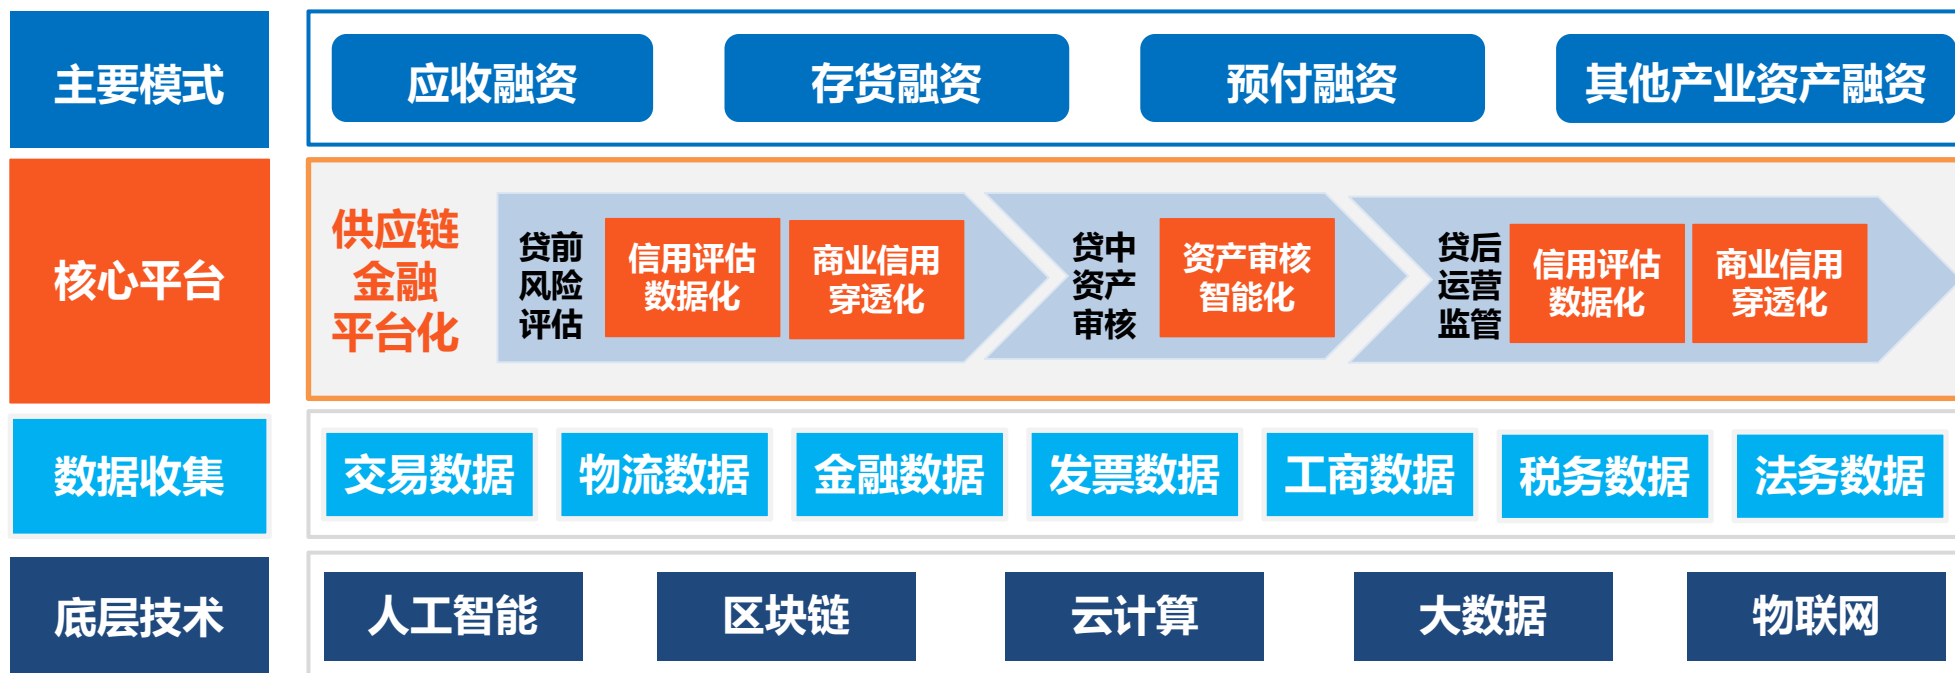 主要模式
应收融资
存货融资
预付融资
其他产业资产融资
核心平台
供应链
金融
平台化
贷前
风险
评估
信用评估
数据化
商业信用
穿透化
贷中
资产
审核
资产审核
智能化
贷后
运营
监管
信用评估
数据化
商业信用
穿透化
数据收集
交易数据
物流数据
金融数据
发票数据
工商数据
税务数据
法务数据
底层技术
人工智能
区块链
云计算
大数据
物联网